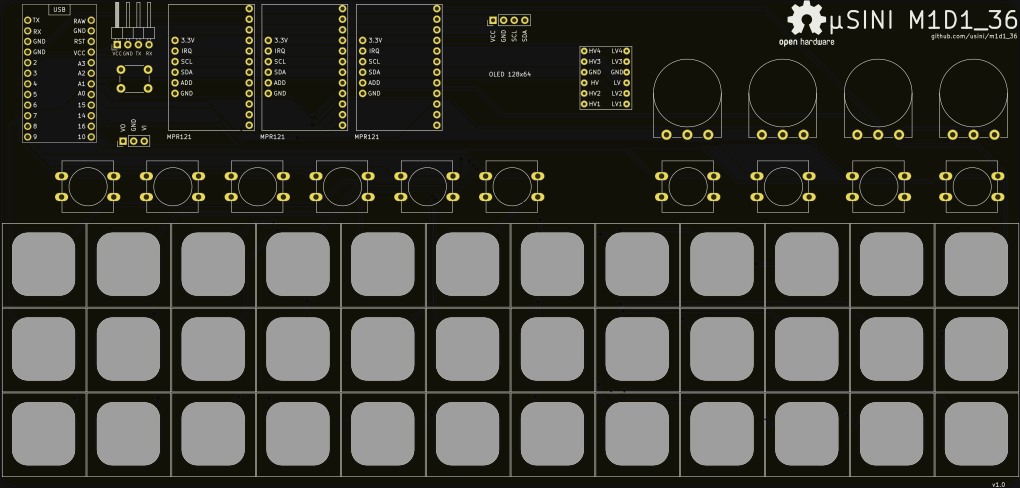 USB
TX RAW
RX GND
GND RST
GND VCC
2 A3
3 A2
4 A1
5 A0
6 15
7 14
8 16
9 10
VCC GND TX RX
VO GND VI
3.3V
IRQ
SCL
SDA
ADD
GND
MPR121
3.3V
IRQ
SCL
SDA
ADD
GND
MPR121
3.3V
IRQ
SCL
SDA
ADD
GND
MPR121
VCC GND SCL SDA
OLED 128x64
HV4 LV4
HV3 LV3
GND GND
HV LV
HV2 LV2
HV1 LV1
open hardware
µSINI M1D1_36
github.com/usini/m1d1_36
v1.0